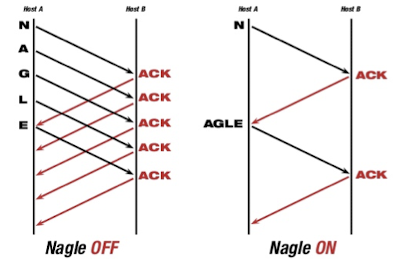 Host A
Host B
N
A
G
L
E
ACK
ACK
ACK
ACK
ACK
Nagle OFF
Host A
Host B
N
AGLE
ACK
ACK
Nagle ON